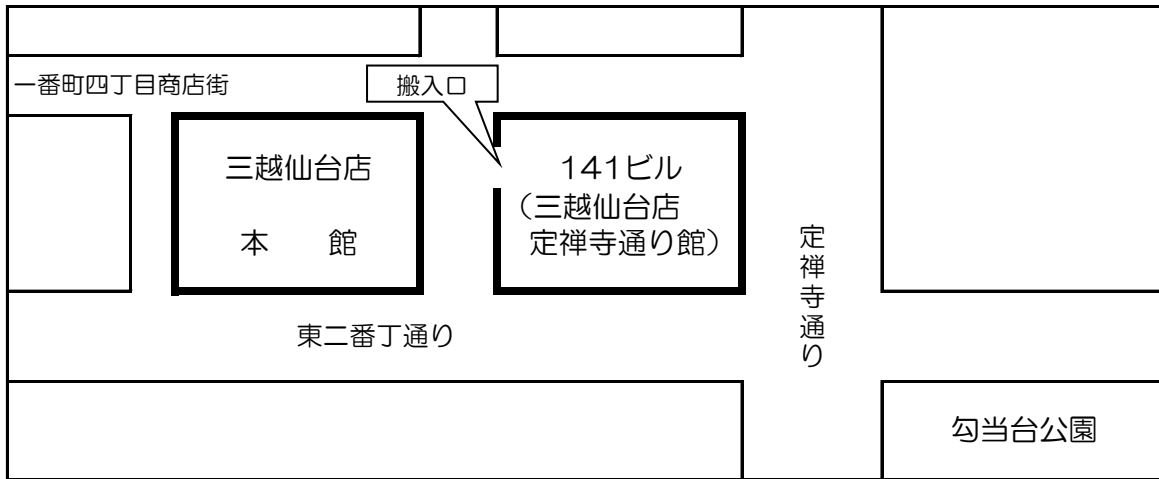 一番町四丁目商店街
搬入口
三越仙台店
本　館
141ビル
（三越仙台店
定禅寺通り館）
定禅寺通り
東二番丁通り
勾当台公園